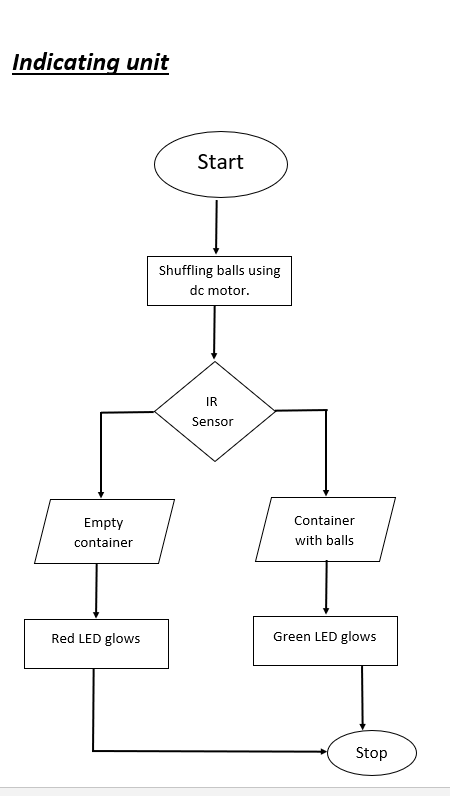 Indicating unit
Start
Shuffling balls using
dc motor.
IR
Sensor
Empty
container
Container
with balls
Red LED glows
Green LED glows
Stop